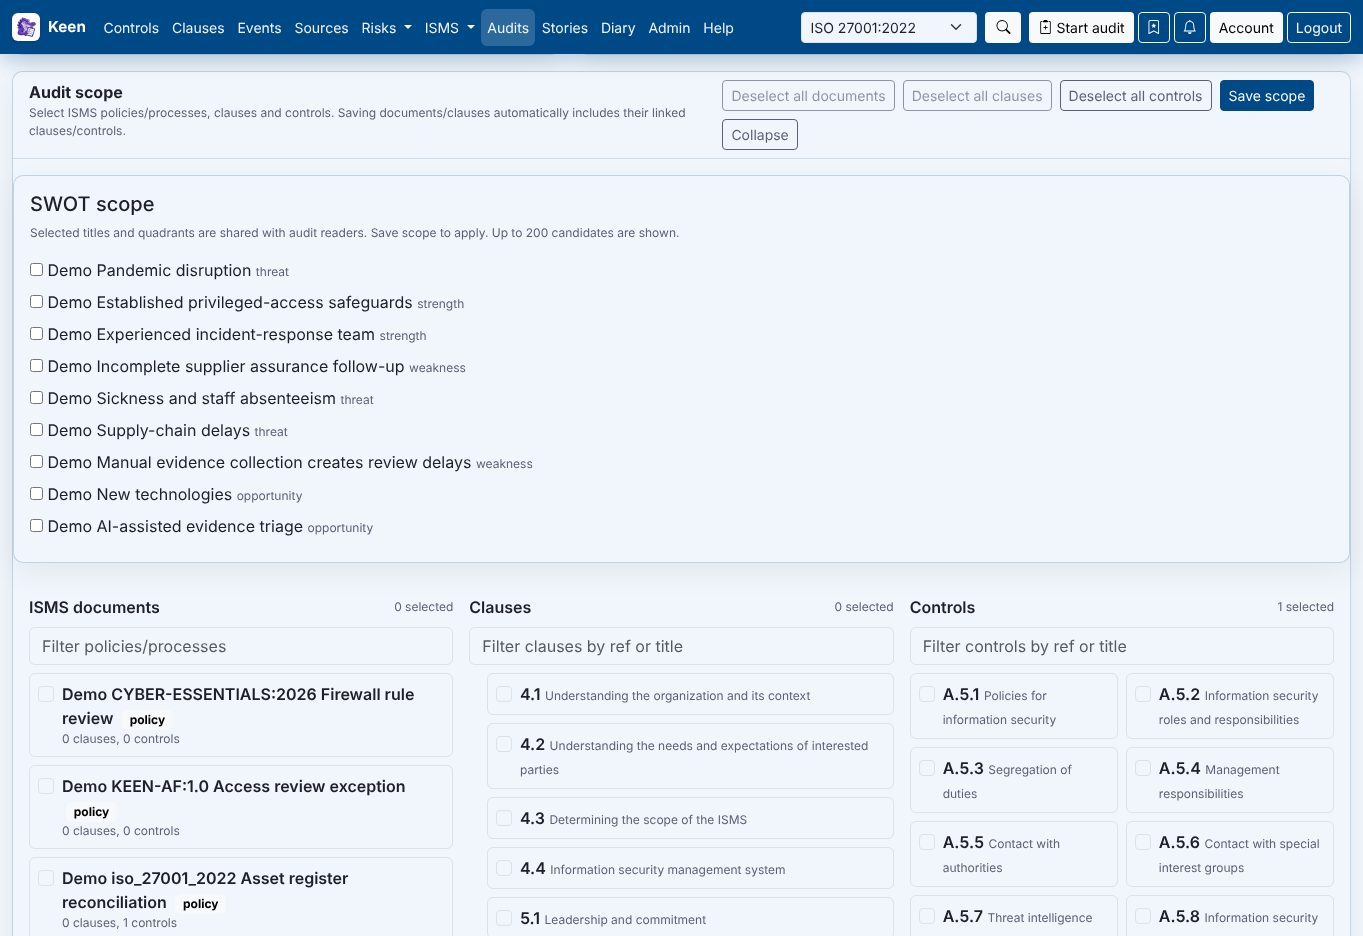 Keen Controls Clauses Events Sources Risks ISMS Audits Stories Diary Admin Help ISO 27001:2022 Start audit Account Logout
Audit scope
Select ISMS policies/processes, clauses and controls. Saving documents/clauses automatically includes their linked
clauses/controls.
Deselect all documents Deselect all clauses Deselect all controls Save scope
Collapse
SWOT scope
Selected titles and quadrants are shared with audit readers. Save scope to apply. Up to 200 candidates are shown.
Demo Pandemic disruption threat
Demo Established privileged-access safeguards strength
Demo Experienced incident-response team strength
Demo Incomplete supplier assurance follow-up weakness
Demo Sickness and staff absenteeism threat
Demo Supply-chain delays threat
Demo Manual evidence collection creates review delays weakness
Demo New technologies opportunity
Demo AI-assisted evidence triage opportunity
ISMS documents 0 selected
Filter policies/processes
Demo CYBER-ESSENTIALS:2026 Firewall rule
review policy
0 clauses, 0 controls
Demo KEEN-AF:1.0 Access review exception
policy
0 clauses, 0 controls
Demo iso_27001_2022 Asset register
reconciliation policy
0 clauses, 1 controls
Clauses 0 selected
Filter clauses by ref or title
4.1 Understanding the organization and its context
4.2 Understanding the needs and expectations of interested
parties
4.3 Determining the scope of the ISMS
4.4 Information security management system
5.1 Leadership and commitment
Controls 1 selected
Filter controls by ref or title
A.5.1 Policies for
information security
A.5.2 Information security
roles and responsibilities
A.5.3 Segregation of
duties
A.5.4 Management
responsibilities
A.5.5 Contact with
authorities
A.5.6 Contact with special
interest groups
A.5.7 Threat intelligence
A.5.8 Information security